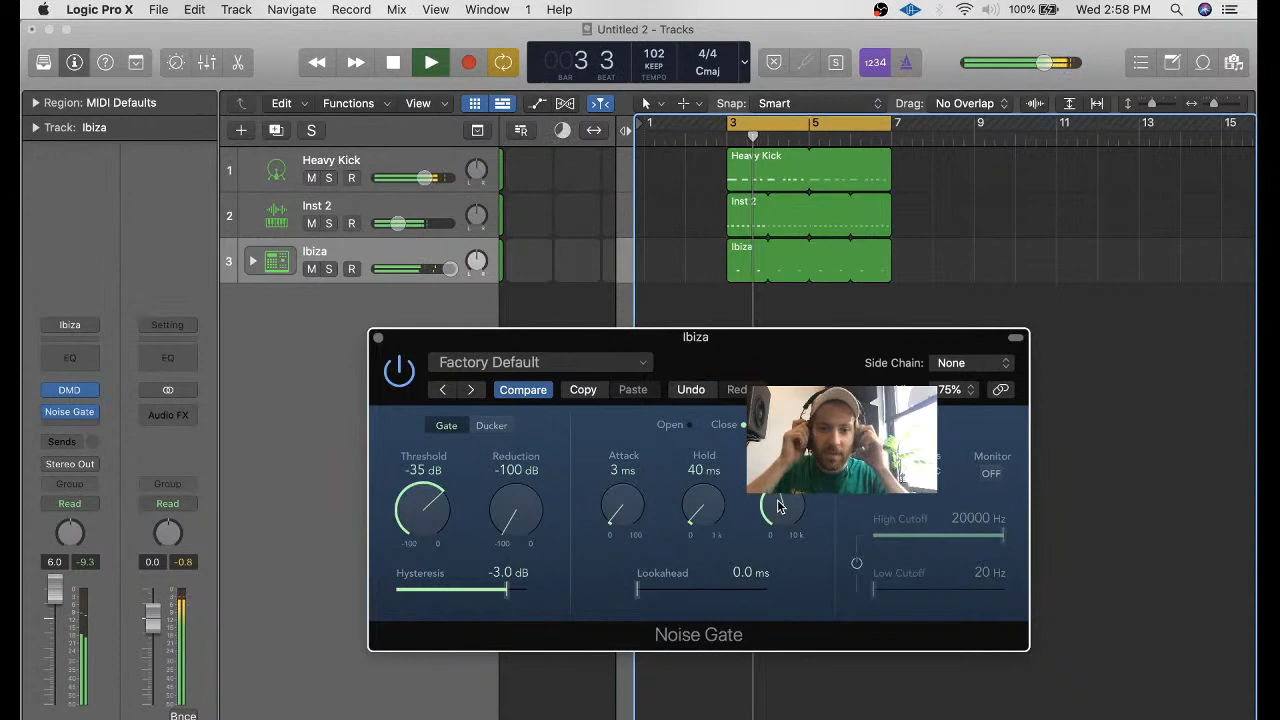 Logic Pro X File Edit Track Navigate Record Mix View Window 1 Help 100% Wed 2:58 PM
Untitled 2 - Tracks
003 3 102 4/4 1234
BAR BEAT TEMPO Cmaj
Region: MIDI Defaults Edit Functions View Snap: Smart Drag: No Overlap
Track: Ibiza S R 1 3 5 7 9 11 13 15
1 Heavy Kick Heavy Kick
M S R L R
2 Inst 2 Inst 2
M S R L R
3 Ibiza Ibiza
M S R L R
Ibiza Setting
EQ EQ
DMD
Noise Gate Audio FX
Sends
Stereo Out
Group Group
Read Read
6.0 -9.3 0.0 -0.8
Bnce
Ibiza
Factory Default Side Chain: None
Compare Copy Paste Undo Red 75%
Gate Ducker Open Close
Threshold Reduction Attack Hold Monitor
-35 dB -100 dB 3 ms 40 ms OFF
-100 0 -100 0 0 100 0 1 k 0 10 k
High Cutoff 20000 Hz
Hysteresis -3.0 dB Lookahead 0.0 ms Low Cutoff 20 Hz
Noise Gate